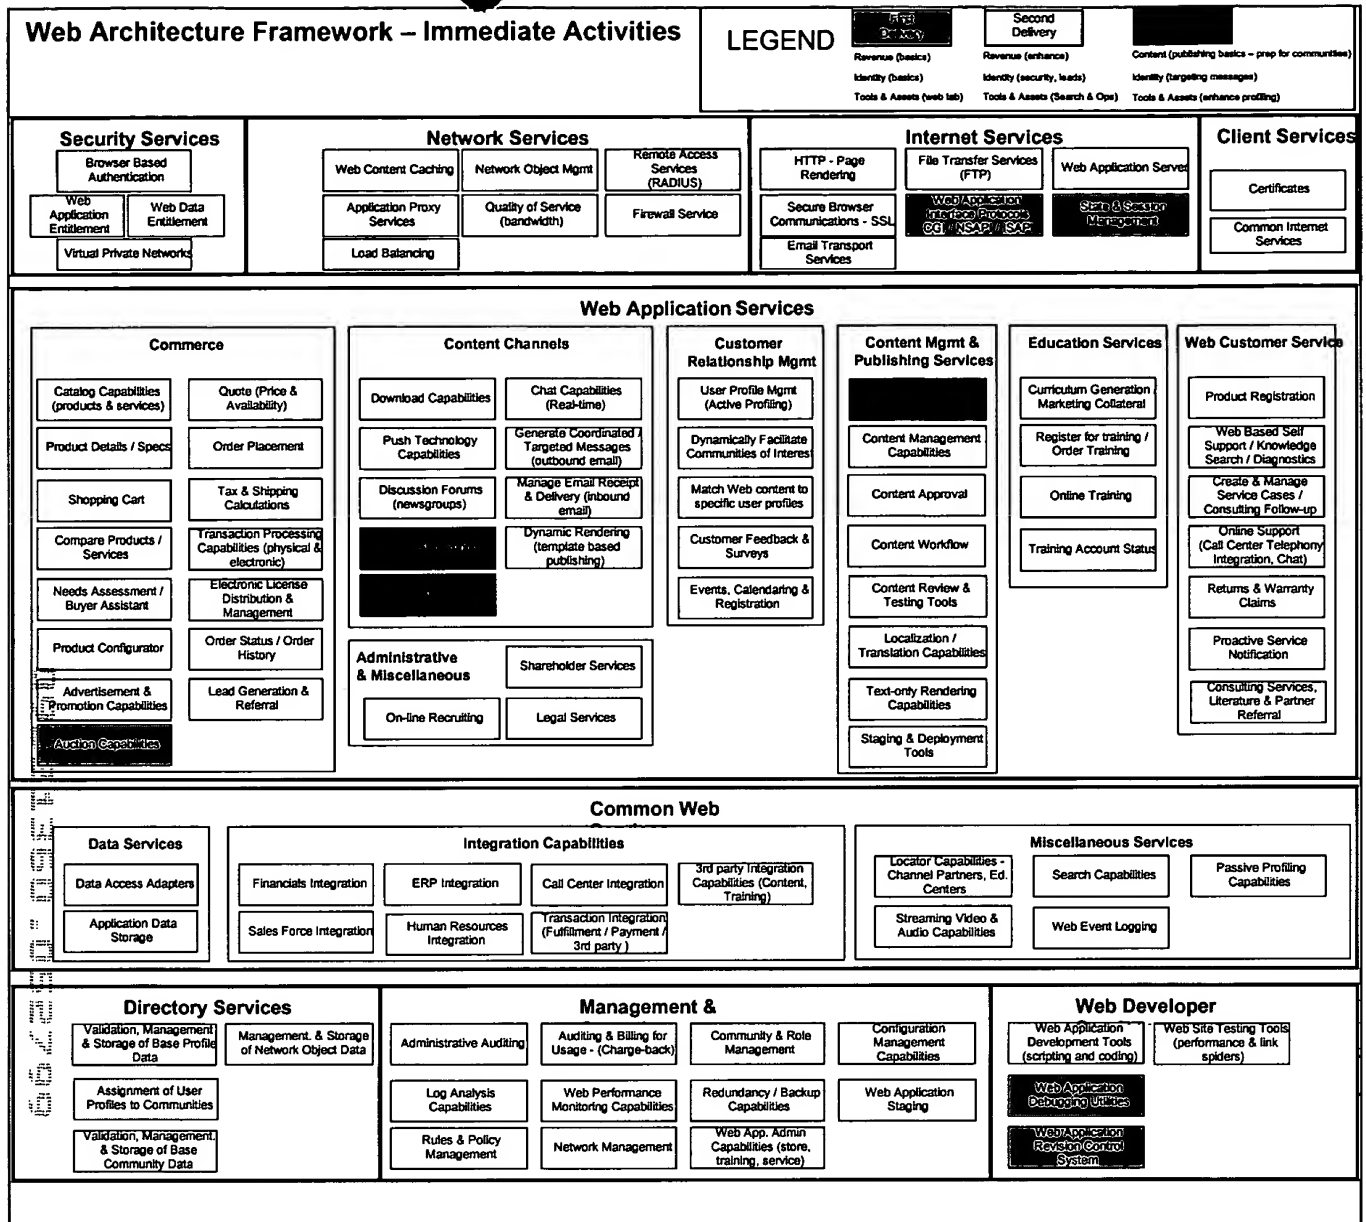 Web Architecture Framework – Immediate Activities
LEGEND
First
Delivery
Second
Delivery
Revenue (basics)
Revenue (enhance)
Content (publishing basics – prep for communities)
Identity (basics)
Identity (security, leads)
Identity (targeting messages)
Tools & Assets (web lab)
Tools & Assets (Search & Ops)
Tools & Assets (enhance profiling)
Security Services
Browser Based
Authentication
Web
Application
Entitlement
Web Data
Entitlement
Virtual Private Networks
Network Services
Web Content Caching
Network Object Mgmt
Remote Access
Services
(RADIUS)
Application Proxy
Services
Quality of Service
(bandwidth)
Firewall Service
Load Balancing
Internet Services
HTTP - Page
Rendering
File Transfer Services
(FTP)
Web Application Server
Secure Browser
Communications - SSL
Web Application
Interface Protocols
CGI / NSAPI / ISAPI
State & Session
Management
Email Transport
Services
Client Services
Certificates
Common Internet
Services
Web Application Services
Commerce
Catalog Capabilities
(products & services)
Quote (Price &
Availability)
Product Details / Specs
Order Placement
Shopping Cart
Tax & Shipping
Calculations
Compare Products /
Services
Transaction Processing
Capabilities (physical &
electronic)
Needs Assessment /
Buyer Assistant
Electronic License
Distribution &
Management
Product Configurator
Order Status / Order
History
Advertisement &
Promotion Capabilities
Lead Generation &
Referral
Auction Capabilities
Content Channels
Download Capabilities
Chat Capabilities
(Real-time)
Push Technology
Capabilities
Generate Coordinated /
Targeted Messages
(outbound email)
Discussion Forums
(newsgroups)
Manage Email Receipt
& Delivery (inbound
email)
Dynamic Rendering
(template based
publishing)
Administrative
& Miscellaneous
Shareholder Services
On-line Recruiting
Legal Services
Customer
Relationship Mgmt
User Profile Mgmt
(Active Profiling)
Dynamically Facilitate
Communities of Interest
Match Web content to
specific user profiles
Customer Feedback &
Surveys
Events, Calendaring &
Registration
Content Mgmt &
Publishing Services
Content Management
Capabilities
Content Approval
Content Workflow
Content Review &
Testing Tools
Localization /
Translation Capabilities
Text-only Rendering
Capabilities
Staging & Deployment
Tools
Education Services
Curriculum Generation /
Marketing Collateral
Register for training /
Order Training
Online Training
Training Account Status
Web Customer Service
Product Registration
Web Based Self
Support / Knowledge
Search / Diagnostics
Create & Manage
Service Cases /
Consulting Follow-up
Online Support
(Call Center Telephony
Integration, Chat)
Returns & Warranty
Claims
Proactive Service
Notification
Consulting Services,
Literature & Partner
Referral
Common Web
Data Services
Data Access Adapters
Application Data
Storage
Integration Capabilities
Financials Integration
ERP Integration
Call Center Integration
3rd party Integration
Capabilities (Content,
Training)
Sales Force Integration
Human Resources
Integration
Transaction Integration
(Fulfillment / Payment /
3rd party )
Miscellaneous Services
Locator Capabilities -
Channel Partners, Ed.
Centers
Search Capabilities
Passive Profiling
Capabilities
Streaming Video &
Audio Capabilities
Web Event Logging
Directory Services
Validation, Management
& Storage of Base Profile
Data
Management. & Storage
of Network Object Data
Assignment of User
Profiles to Communities
Validation, Management.
& Storage of Base
Community Data
Management &
Administrative Auditing
Auditing & Billing for
Usage - (Charge-back)
Community & Role
Management
Configuration
Management
Capabilities
Log Analysis
Capabilities
Web Performance
Monitoring Capabilities
Redundancy / Backup
Capabilities
Web Application
Staging
Rules & Policy
Management
Network Management
Web App. Admin
Capabilities (store,
training, service)
Web Developer
Web Application
Development Tools
(scripting and coding)
Web Site Testing Tools
(performance & link
spiders)
Web Application
Debugging Utilities
Web Application
Revision Control
System